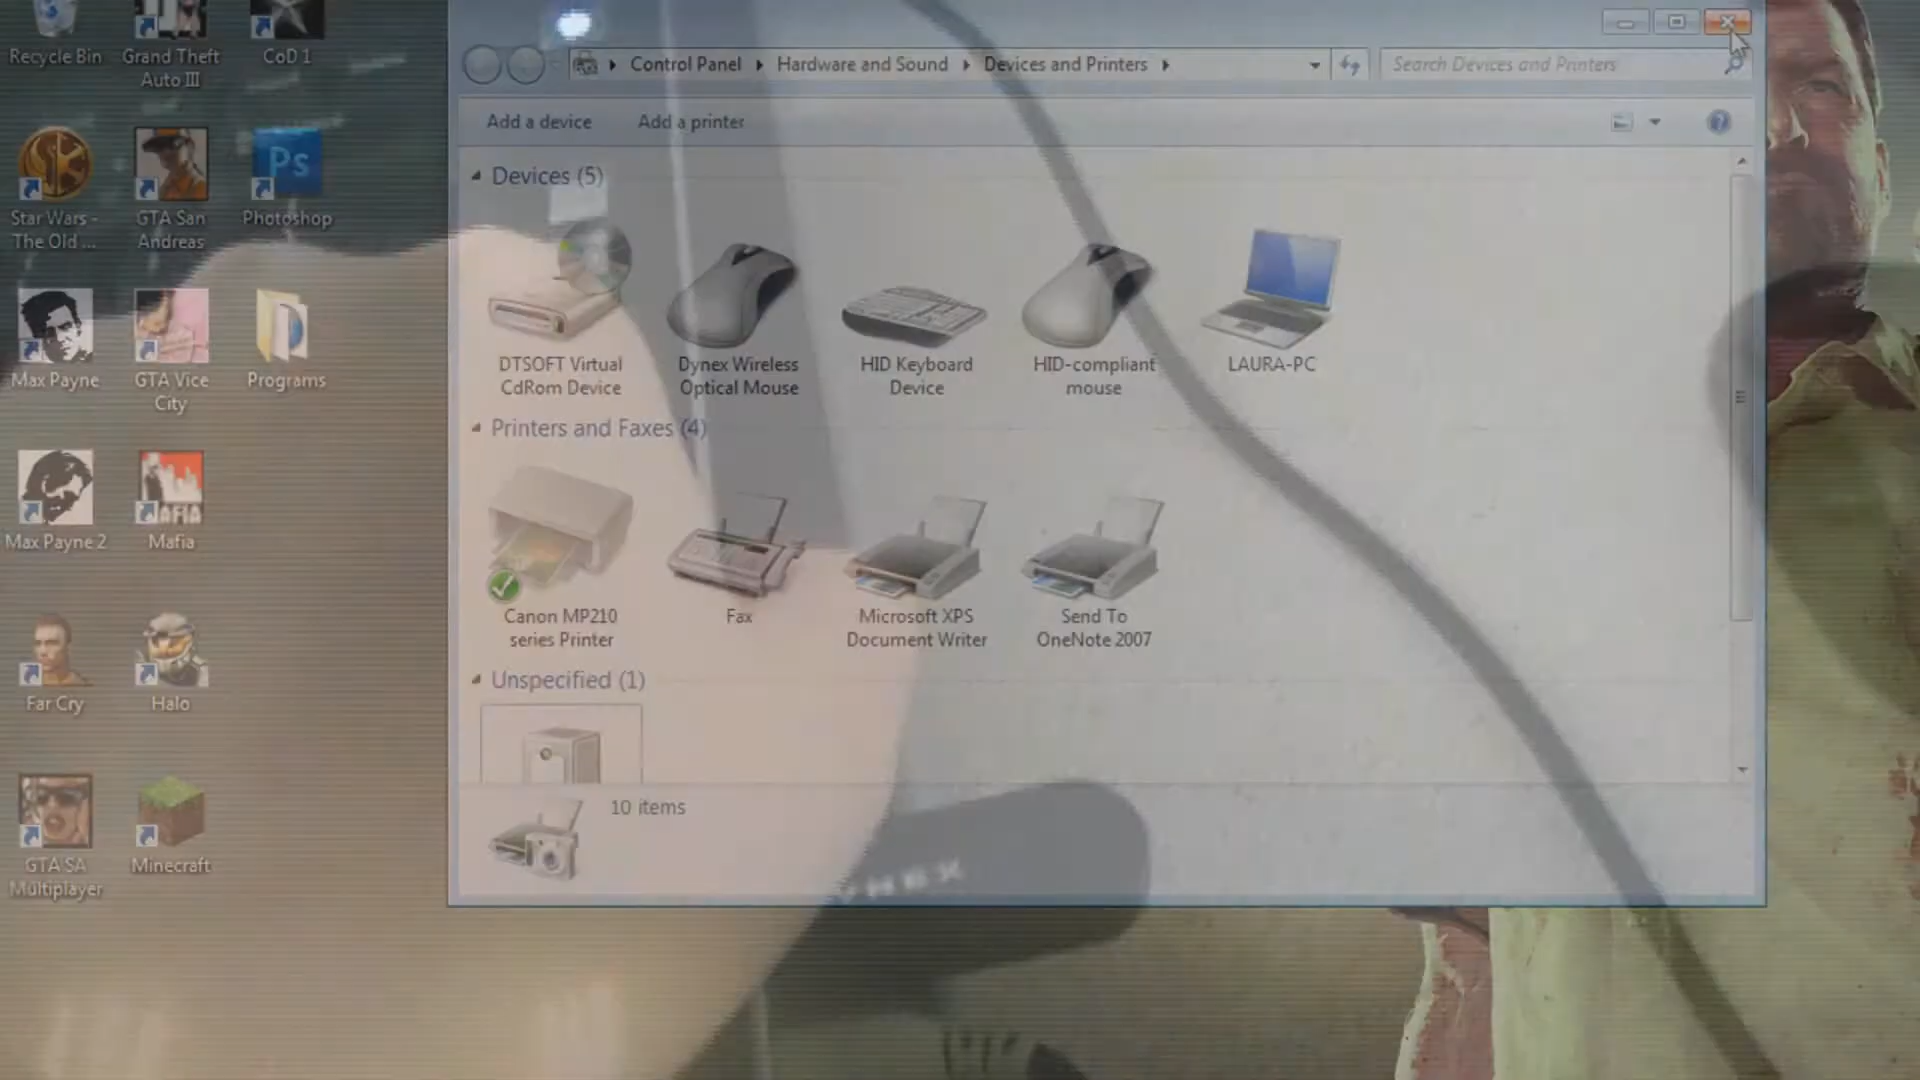 Recycle Bin
Grand Theft
Auto III
CoD 1
Star Wars -
The Old ...
GTA San
Andreas
Ps
Photoshop
Max Payne
GTA Vice
City
Programs
Max Payne 2
MAFIA
Mafia
Far Cry
Halo
GTA SA
Multiplayer
Minecraft
Control Panel
Hardware and Sound
Devices and Printers
Search Devices and Printers
Add a device
Add a printer
Devices (5)
DTSOFT Virtual
CdRom Device
Dynex Wireless
Optical Mouse
HID Keyboard
Device
HID-compliant
mouse
LAURA-PC
Printers and Faxes (4)
Canon MP210
series Printer
Fax
Microsoft XPS
Document Writer
Send To
OneNote 2007
Unspecified (1)
10 items